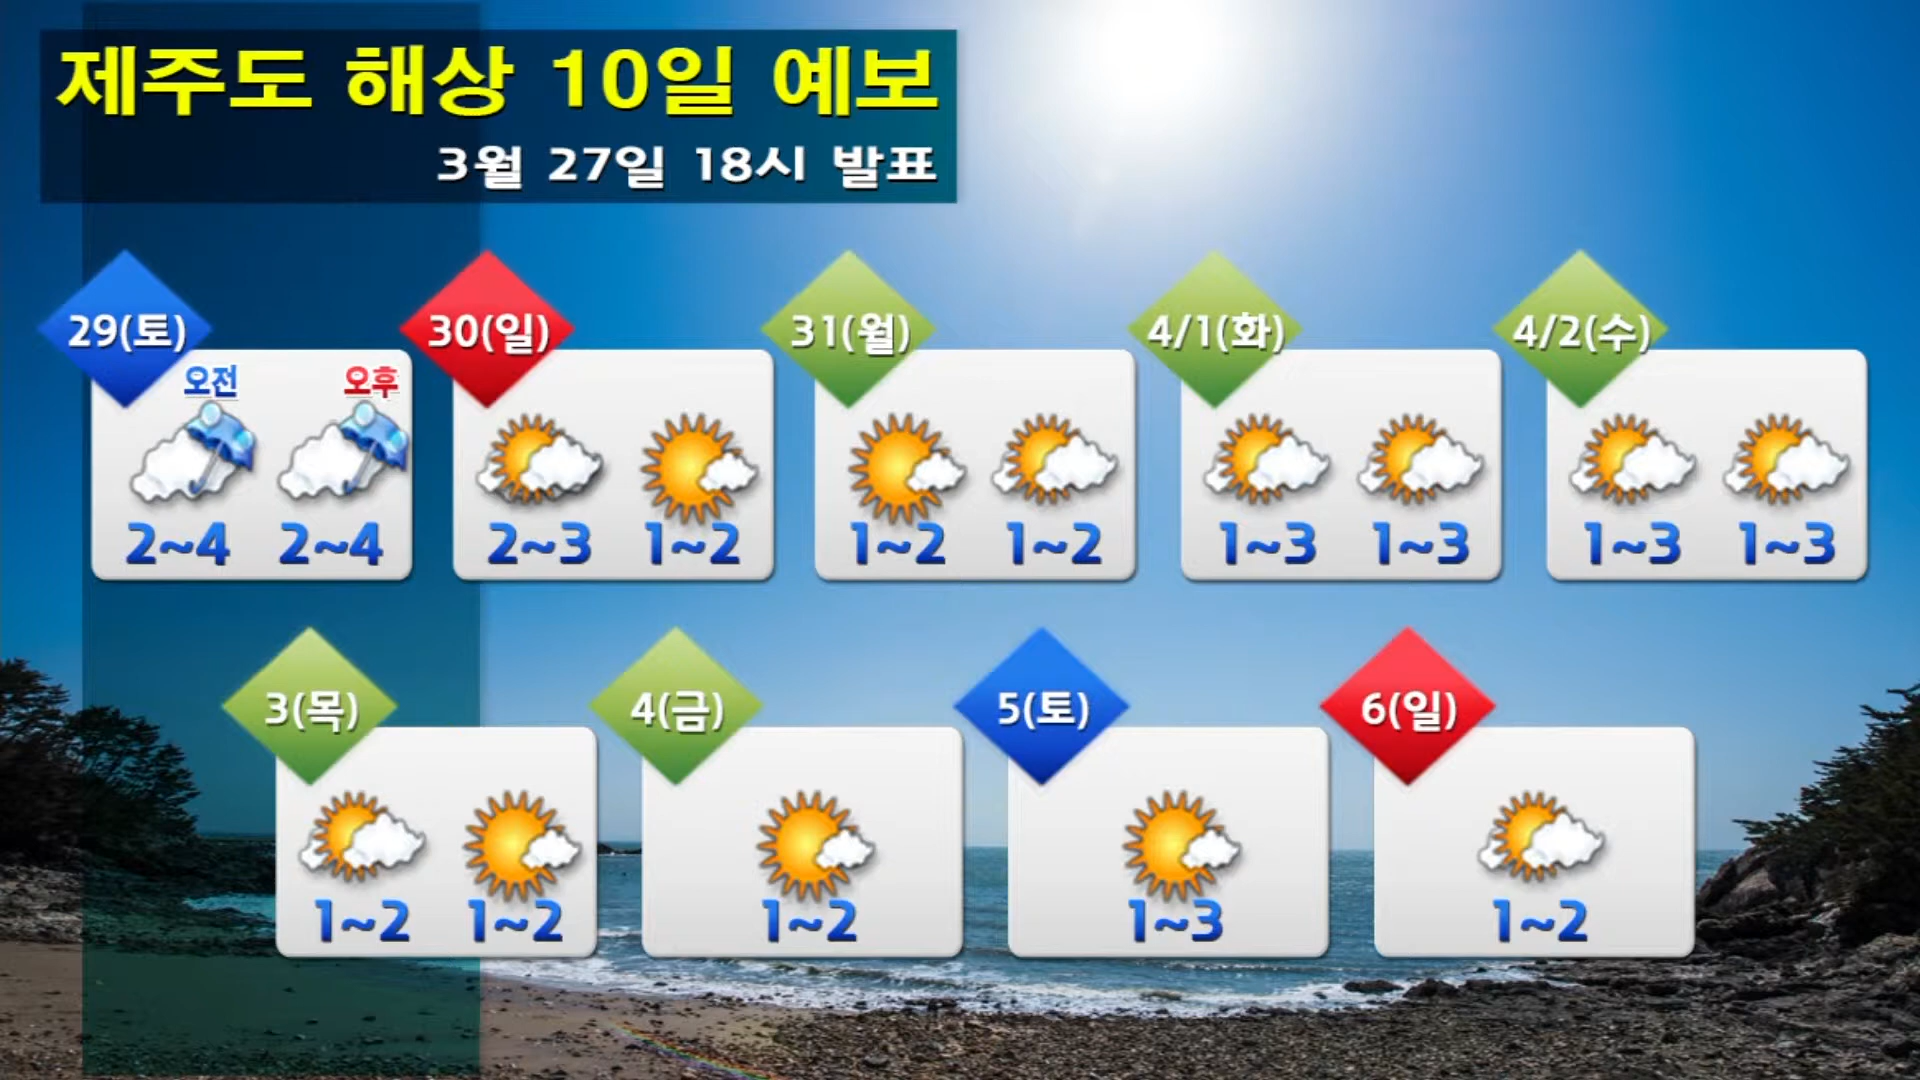 제주도 해상 10일 예보
3월 27일 18시 발표
29(토) 30(일) 31(월) 4/1(화) 4/2(수)
오전 오후
2~4 2~4 2~3 1~2 1~2 1~2 1~3 1~3 1~3 1~3
3(목) 4(금) 5(토) 6(일)
1~2 1~2 1~2 1~3 1~2